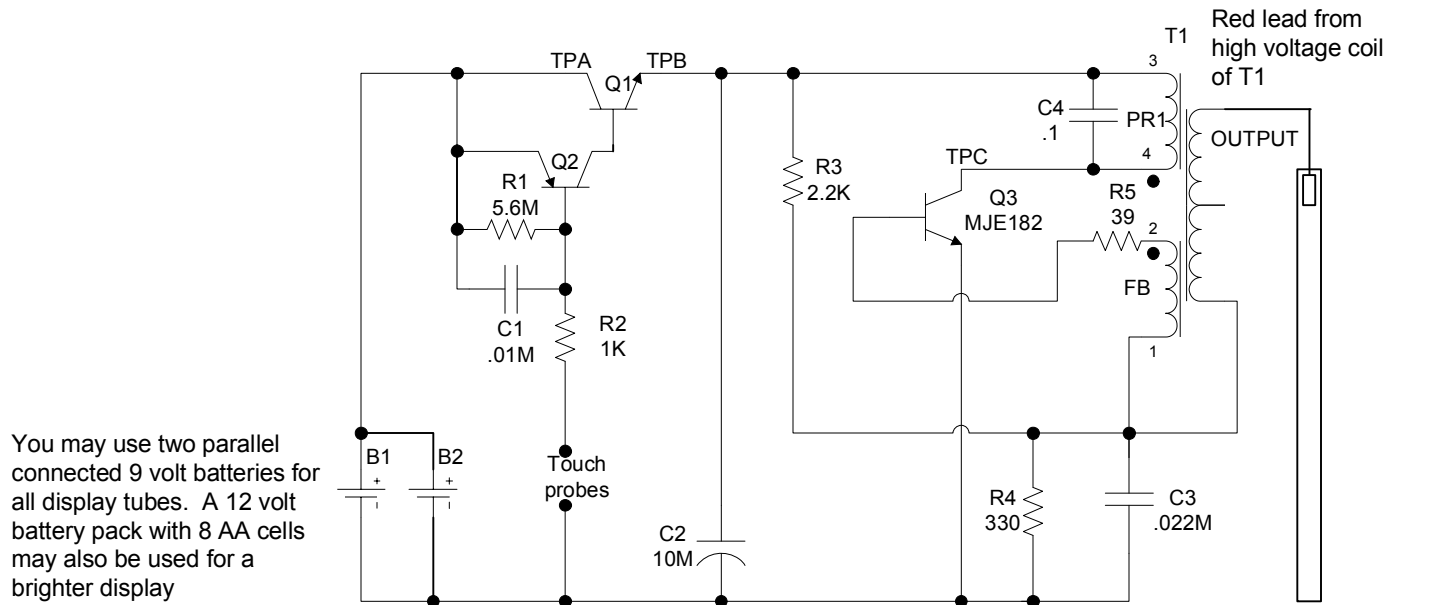 Red lead from
high voltage coil
of T1
T1
TPA
Q1
TPB
3
C4
.1
PR1
4
OUTPUT
Q2
R1
5.6M
R3
2.2K
TPC
Q3
MJE182
R5
39
2
FB
1
C1
.01M
R2
1K
You may use two parallel
connected 9 volt batteries for
all display tubes. A 12 volt
battery pack with 8 AA cells
may also be used for a
brighter display
B1
+
-
B2
+
-
Touch
probes
C2
10M
R4
330
C3
.022M